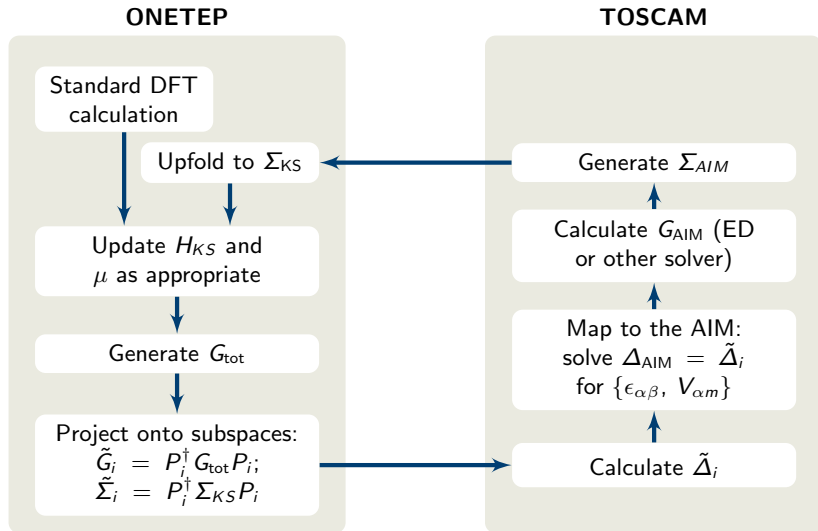 ONETEP
Standard DFT
calculation
Upfold to Σ_KS
Update H_KS and
μ as appropriate
Generate G_tot
Project onto subspaces:
G̃_i = P_i^† G_tot P_i;
Σ̃_i = P_i^† Σ_KS P_i
TOSCAM
Generate Σ_AIM
Calculate G_AIM (ED
or other solver)
Map to the AIM:
solve Δ_AIM = Δ̃_i
for {ϵ_αβ, V_αm}
Calculate Δ̃_i